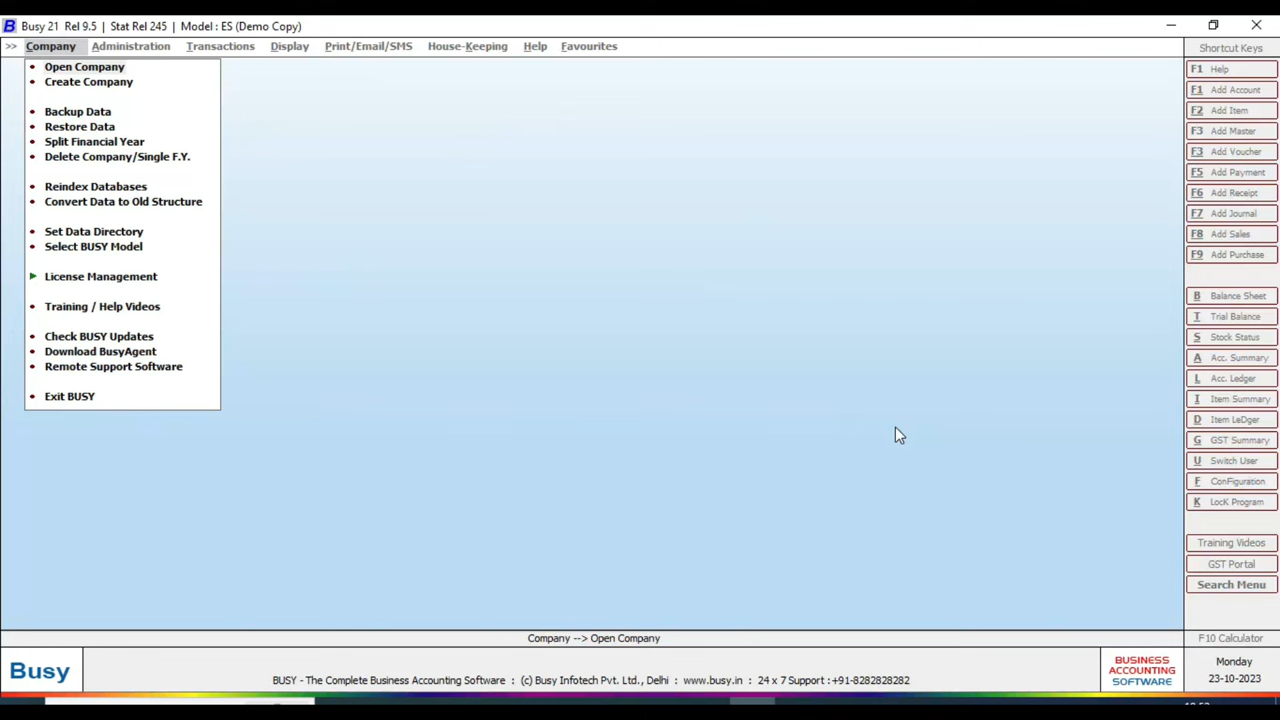 B Busy 21 Rel 9.5 | Stat Rel 245 | Model : ES (Demo Copy)
>> Company Administration Transactions Display Print/Email/SMS House-Keeping Help Favourites
Open Company
Create Company
Backup Data
Restore Data
Split Financial Year
Delete Company/Single F.Y.
Reindex Databases
Convert Data to Old Structure
Set Data Directory
Select BUSY Model
License Management
Training / Help Videos
Check BUSY Updates
Download BusyAgent
Remote Support Software
Exit BUSY
Shortcut Keys
F1 Help
F1 Add Account
F2 Add Item
F3 Add Master
F3 Add Voucher
F5 Add Payment
F6 Add Receipt
F7 Add Journal
F8 Add Sales
F9 Add Purchase
B Balance Sheet
T Trial Balance
S Stock Status
A Acc. Summary
L Acc. Ledger
I Item Summary
D Item LeDger
G GST Summary
U Switch User
F ConFiguration
K LocK Program
Training Videos
GST Portal
Search Menu
Company --> Open Company
F10 Calculator
Busy
BUSY - The Complete Business Accounting Software : (c) Busy Infotech Pvt. Ltd., Delhi : www.busy.in : 24 x 7 Support : +91-8282828282
BUSINESS
ACCOUNTING
SOFTWARE
Monday
23-10-2023